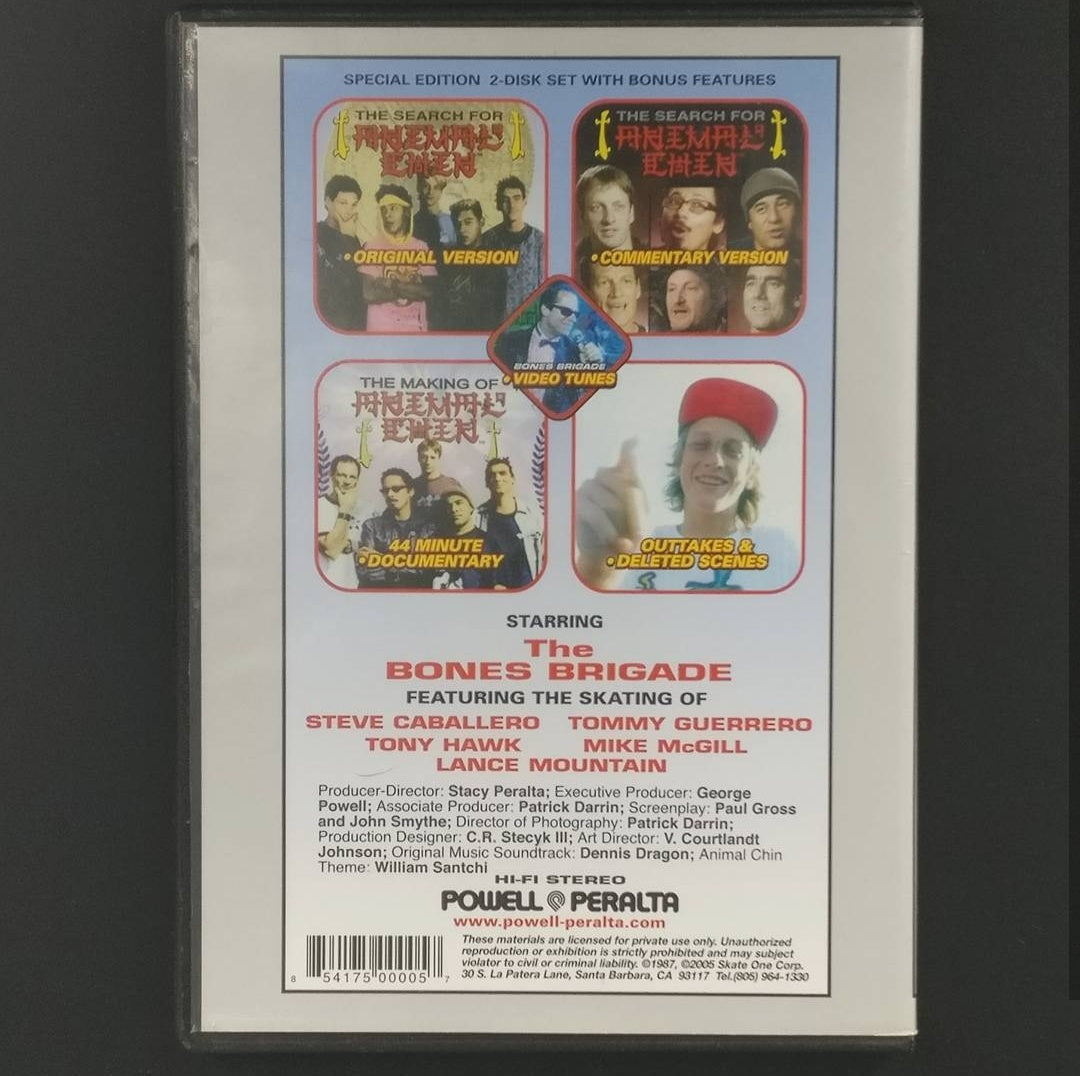 SPECIAL EDITION 2-DISK SET WITH BONUS FEATURES
THE SEARCH FOR
ANIMAL
CHIN
• ORIGINAL VERSION
THE SEARCH FOR
ANIMAL
CHIN
• COMMENTARY VERSION
BONES BRIGADE
• VIDEO TUNES
THE MAKING OF
ANIMAL
CHIN
44 MINUTE
• DOCUMENTARY
OUTTAKES &
• DELETED SCENES
STARRING
The
BONES BRIGADE
FEATURING THE SKATING OF
STEVE CABALLERO TOMMY GUERRERO
TONY HAWK MIKE McGILL
LANCE MOUNTAIN
Producer-Director: Stacy Peralta; Executive Producer: George
Powell; Associate Producer: Patrick Darrin; Screenplay: Paul Gross
and John Smythe; Director of Photography: Patrick Darrin;
Production Designer: C.R. Stecyk III; Art Director: V. Courtlandt
Johnson; Original Music Soundtrack: Dennis Dragon; Animal Chin
Theme: William Santchi
HI-FI STEREO
POWELL PERALTA
www.powell-peralta.com
These materials are licensed for private use only. Unauthorized
reproduction or exhibition is strictly prohibited and may subject
violator to civil or criminal liability. ©1987, ©2005 Skate One Corp.
30 S. La Patera Lane, Santa Barbara, CA 93117 Tel.(805) 964-1330
8 54175 00005 7